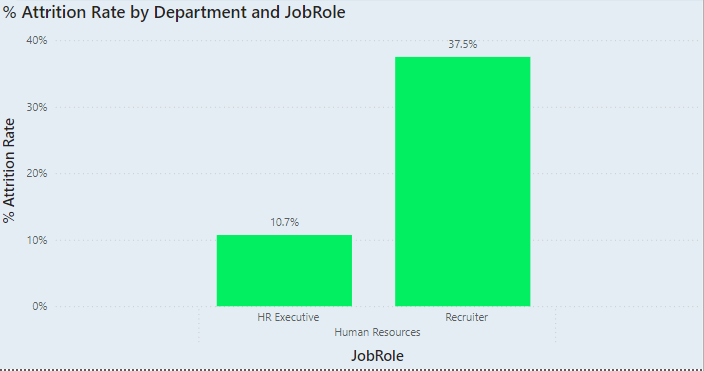 % Attrition Rate by Department and JobRole
40%
37.5%
30%
% Attrition Rate
20%
10.7%
10%
0%
HR Executive Recruiter
Human Resources
JobRole